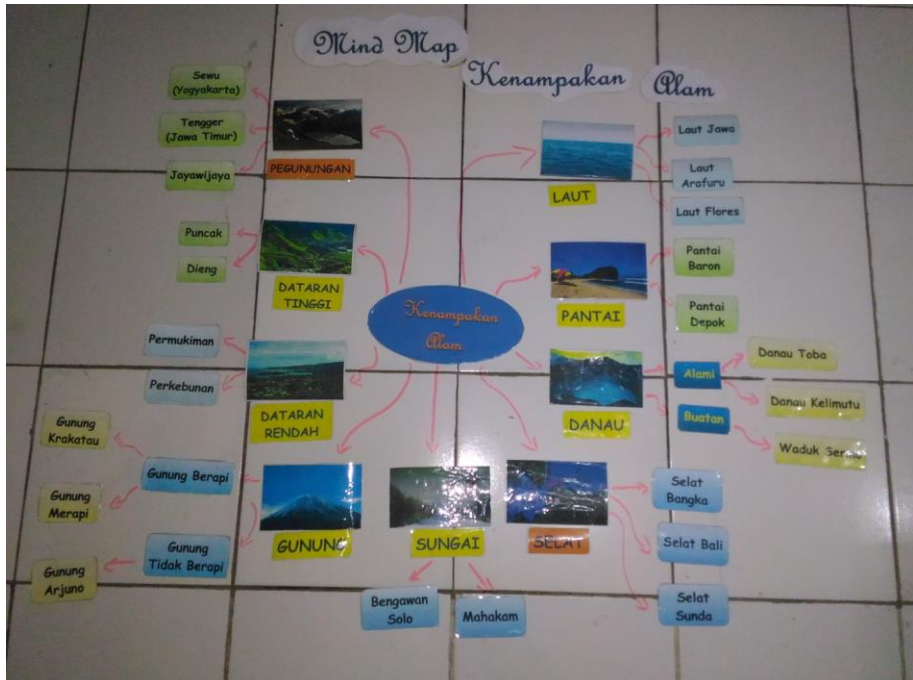 Mind Map
Kenampakan Alam
Kenampakan
Alam
PEGUNUNGAN
Sewu
(Yogyakarta)
Tengger
(Jawa Timur)
Jayawijaya
DATARAN
TINGGI
Puncak
Dieng
DATARAN
RENDAH
Permukiman
Perkebunan
GUNUNG
Gunung Berapi
Gunung
Krakatau
Gunung
Merapi
Gunung
Tidak Berapi
Gunung
Arjuno
SUNGAI
Bengawan
Solo
Mahakam
SELAT
Selat
Bangka
Selat Bali
Selat
Sunda
DANAU
Alami
Danau Toba
Danau Kelimutu
Buatan
Waduk
PANTAI
Pantai
Baron
Pantai
Depok
LAUT
Laut Jawa
Laut
Arafuru
Laut Flores